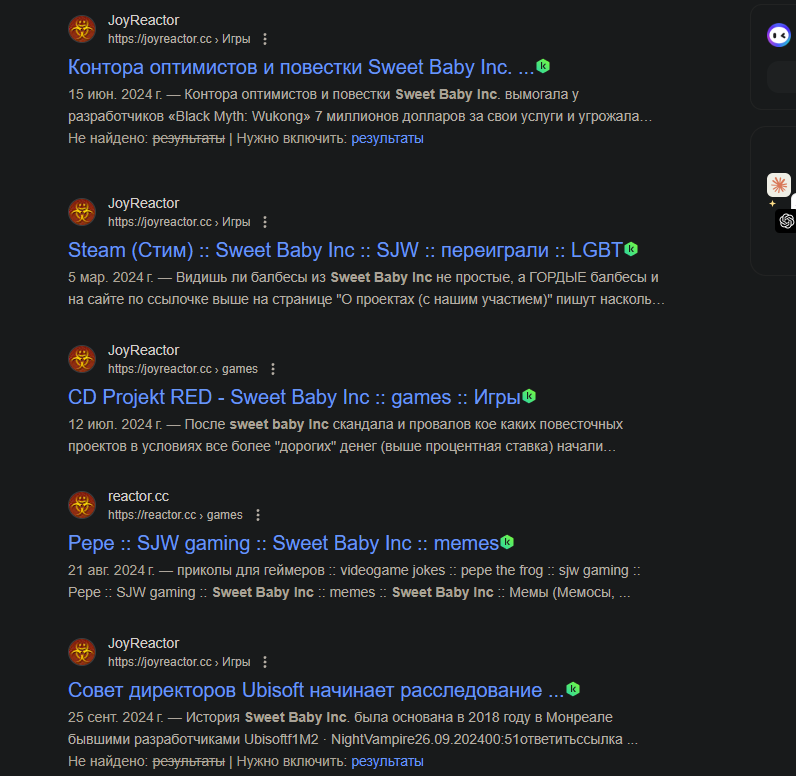 JoyReactor
https://joyreactor.cc › Игры
Контора оптимистов и повестки Sweet Baby Inc. ...
15 июн. 2024 г. — Контора оптимистов и повестки Sweet Baby Inc. вымогала у
разработчиков «Black Myth: Wukong» 7 миллионов долларов за свои услуги и угрожала…
Не найдено: результаты | Нужно включить: результаты
JoyReactor
https://joyreactor.cc › Игры
Steam (Стим) :: Sweet Baby Inc :: SJW :: переиграли :: LGBT
5 мар. 2024 г. — Видишь ли балбесы из Sweet Baby Inc не простые, а ГОРДЫЕ балбесы и
на сайте по ссылочке выше на странице "О проектах (с нашим участием)" пишут насколь…
JoyReactor
https://joyreactor.cc › games
CD Projekt RED - Sweet Baby Inc :: games :: Игры
12 июл. 2024 г. — После sweet baby Inc скандала и провалов кое каких повесточных
проектов в условиях все более "дорогих" денег (выше процентная ставка) начали…
reactor.cc
https://reactor.cc › games
Pepe :: SJW gaming :: Sweet Baby Inc :: memes
21 авг. 2024 г. — приколы для геймеров :: videogame jokes :: pepe the frog :: sjw gaming ::
Pepe :: SJW gaming :: Sweet Baby Inc :: memes :: Sweet Baby Inc :: Мемы (Мемосы, ...
JoyReactor
https://joyreactor.cc › Игры
Совет директоров Ubisoft начинает расследование ...
25 сент. 2024 г. — История Sweet Baby Inc. была основана в 2018 году в Монреале
бывшими разработчиками Ubisoftf1M2 · NightVampire26.09.202400:51ответитьссылка ...
Не найдено: результаты | Нужно включить: результаты